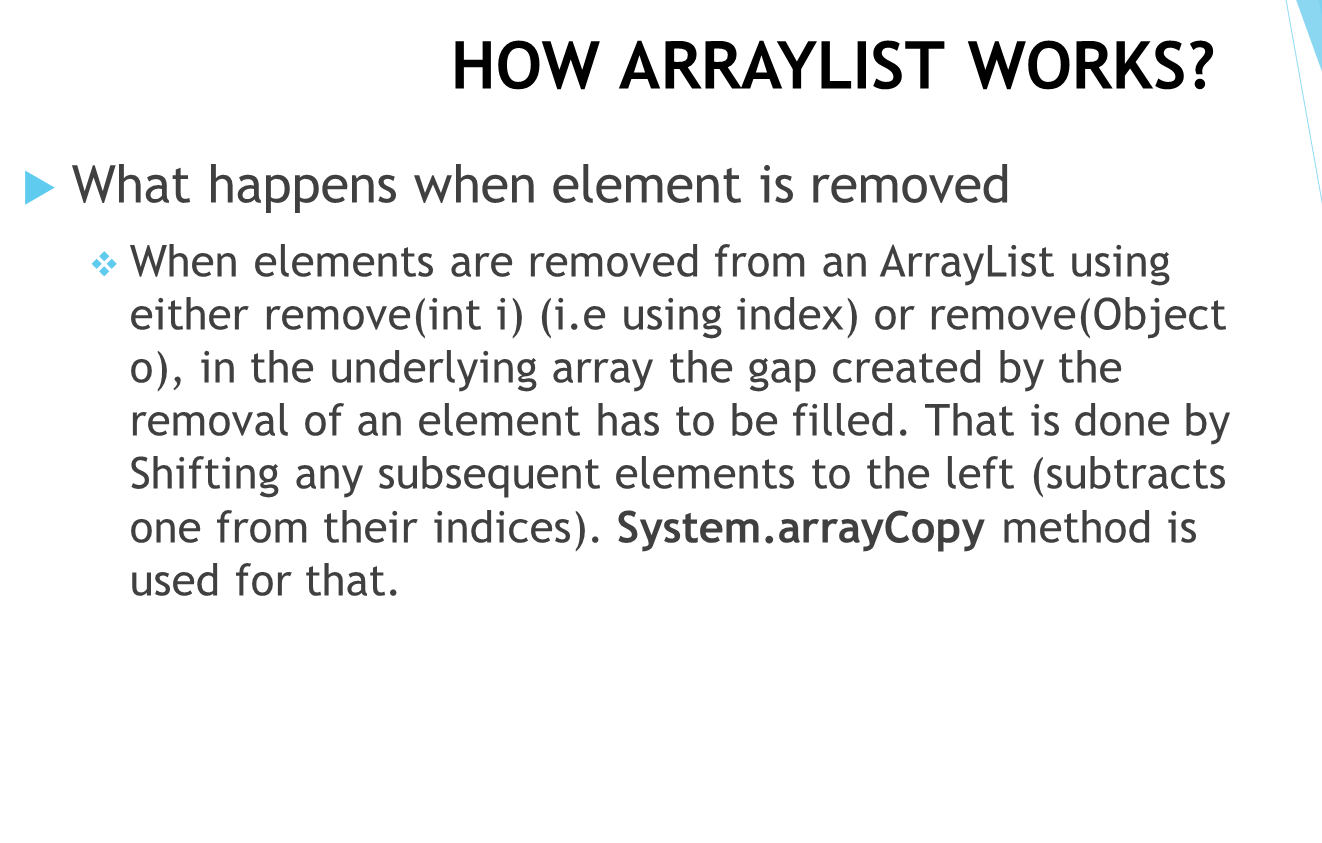 HOW ARRAYLIST WORKS?
What happens when element is removed
When elements are removed from an ArrayList using
either remove(int i) (i.e using index) or remove(Object
o), in the underlying array the gap created by the
removal of an element has to be filled. That is done by
Shifting any subsequent elements to the left (subtracts
one from their indices). System.arrayCopy method is
used for that.